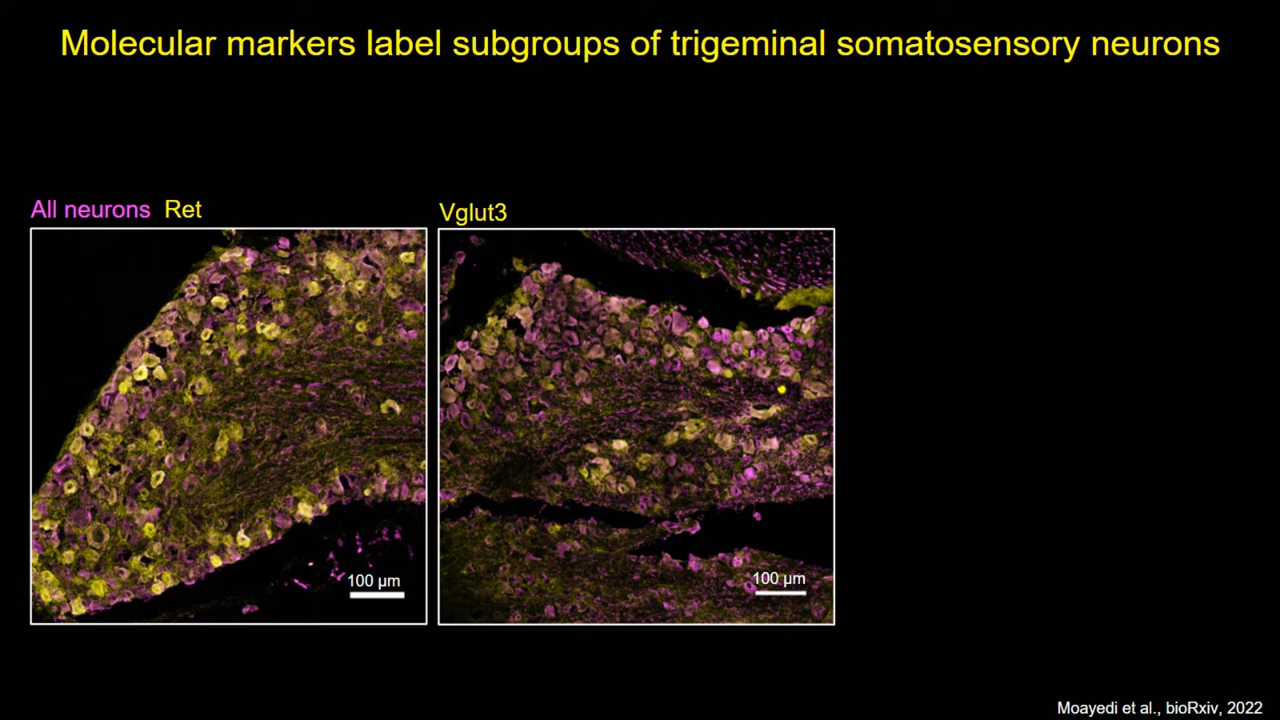 Molecular markers label subgroups of trigeminal somatosensory neurons
All neurons Ret
Vglut3
100 µm
100 µm
Moayedi et al., bioRxiv, 2022